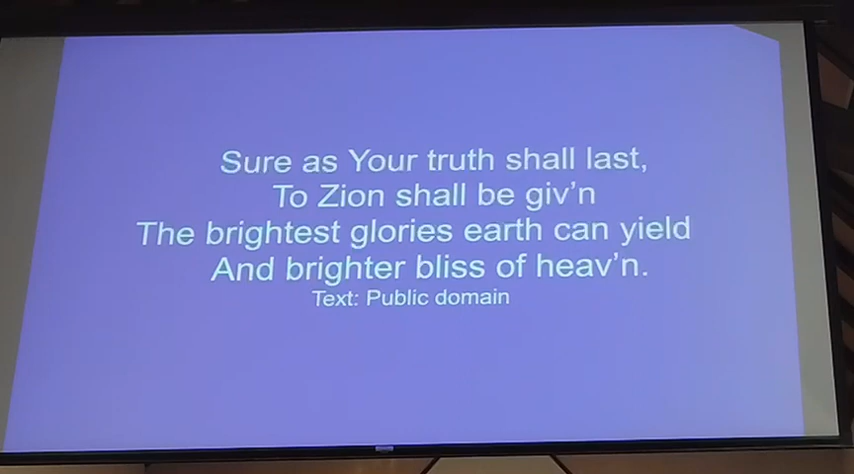 Sure as Your truth shall last,
To Zion shall be giv'n
The brightest glories earth can yield
And brighter bliss of heav'n.
Text: Public domain